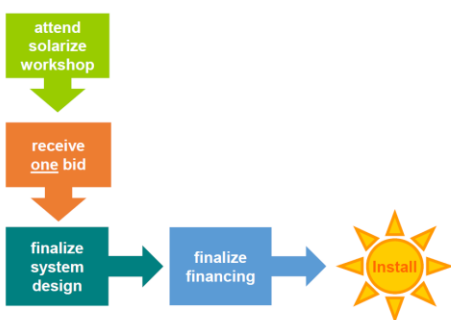 attend
solarize
workshop
receive
one bid
finalize
system
design
finalize
financing
Install